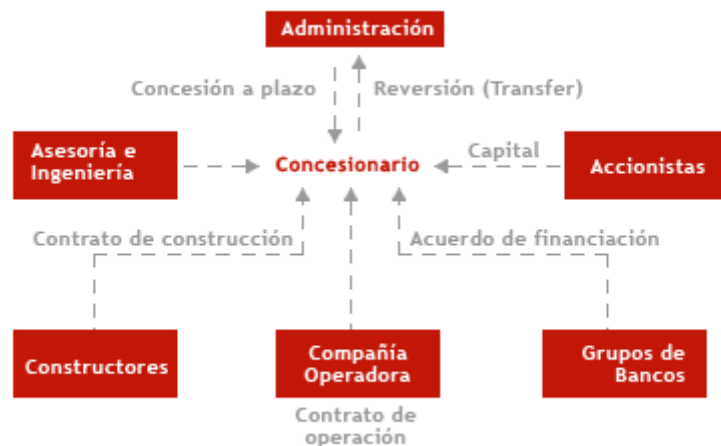 Administración
Concesión a plazo
Reversión (Transfer)
Asesoría e
Ingeniería
Concesionario
Capital
Accionistas
Contrato de construcción
Acuerdo de financiación
Constructores
Compañía
Operadora
Grupos de
Bancos
Contrato de
operación